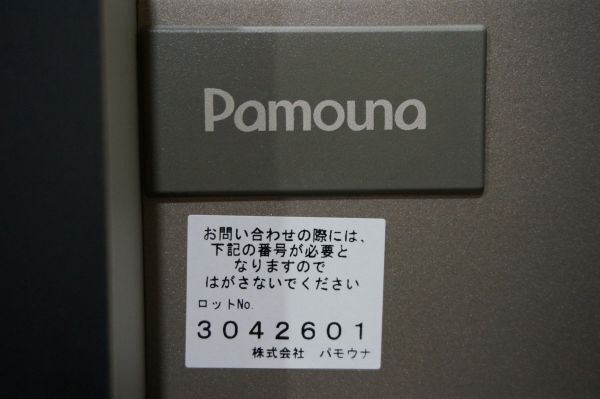 Pamouna
お問い合わせの際には、
下記の番号が必要と
なりますので
はがさないでください
ロットNo.
3042601
株式会社 パモウナ